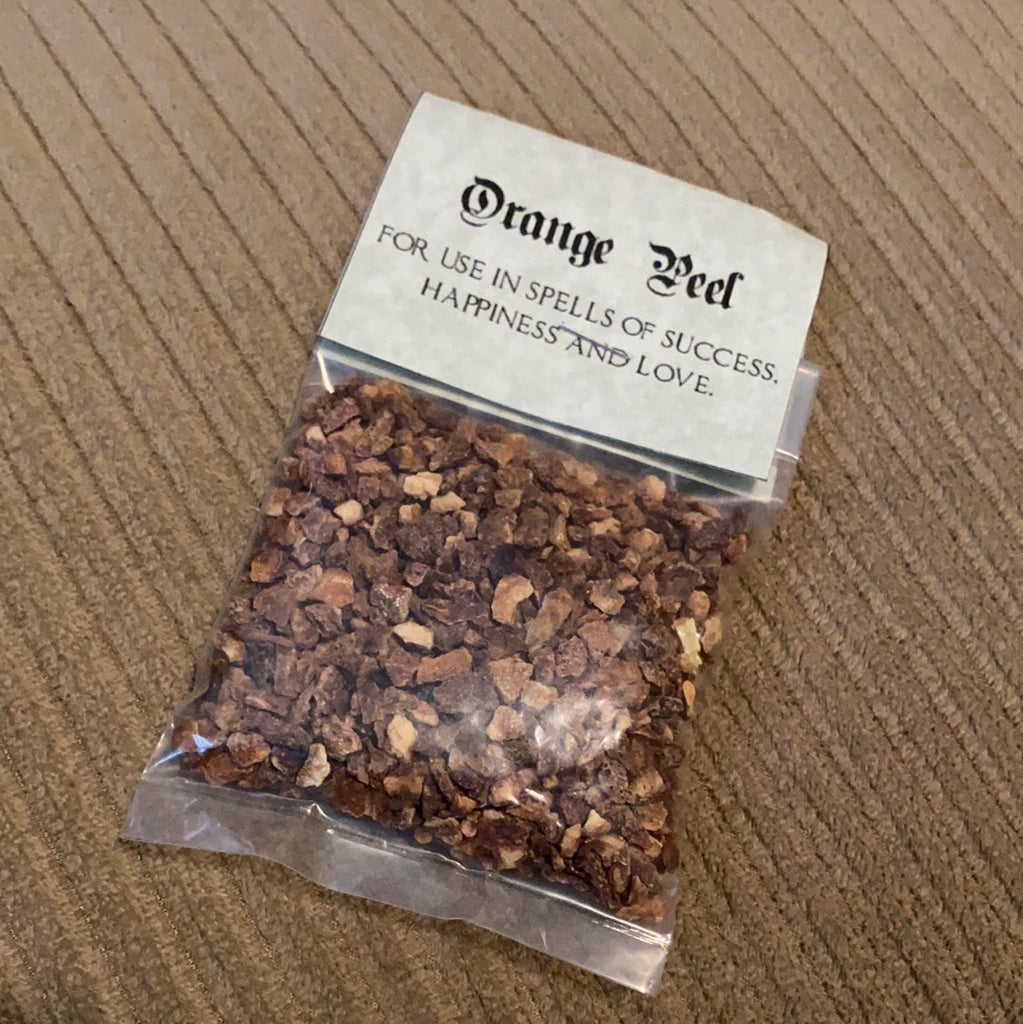 Orange Peel
FOR USE IN SPELLS OF SUCCESS,
HAPPINESS AND LOVE.